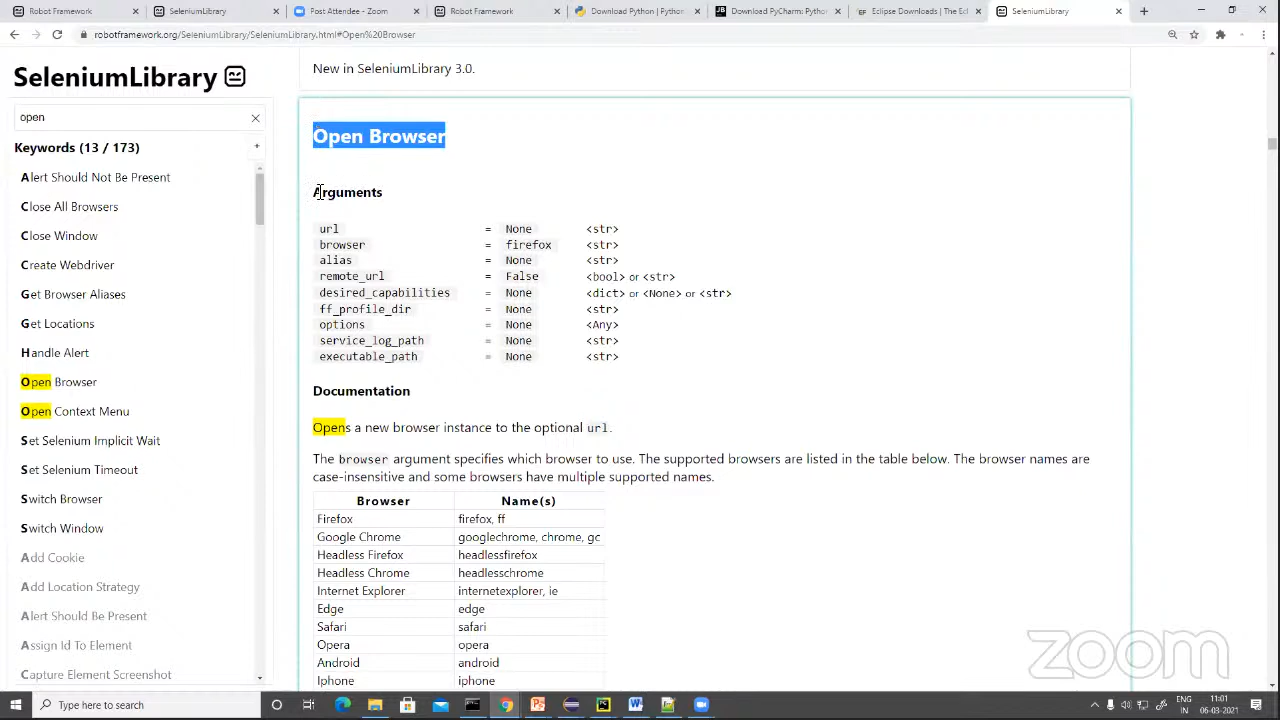 Robot Framework
SeleniumLibrary
Post Attendee - Zoom
Robot Framework
Download Python | Python.
Download PyCharm: Python
Eclipse Downloads | The Ecl
SeleniumLibrary
robotframework.org/SeleniumLibrary/SeleniumLibrary.html#Open%20Browser
SeleniumLibrary
open
Keywords (13 / 173)
Alert Should Not Be Present
Close All Browsers
Close Window
Create Webdriver
Get Browser Aliases
Get Locations
Handle Alert
Open Browser
Open Context Menu
Set Selenium Implicit Wait
Set Selenium Timeout
Switch Browser
Switch Window
Add Cookie
Add Location Strategy
Alert Should Be Present
Assign Id To Element
Capture Element Screenshot
New in SeleniumLibrary 3.0.
Open Browser
Arguments
url = None <str>
browser = firefox <str>
alias = None <str>
remote_url = False <bool> or <str>
desired_capabilities = None <dict> or <None> or <str>
ff_profile_dir = None <str>
options = None <Any>
service_log_path = None <str>
executable_path = None <str>
Documentation
Opens a new browser instance to the optional url.
The browser argument specifies which browser to use. The supported browsers are listed in the table below. The browser names are
case-insensitive and some browsers have multiple supported names.
Browser Name(s)
Firefox firefox, ff
Google Chrome googlechrome, chrome, gc
Headless Firefox headlessfirefox
Headless Chrome headlesschrome
Internet Explorer internetexplorer, ie
Edge edge
Safari safari
Opera opera
Android android
Iphone iphone
zoom
Type here to search
ENG 11:01
IN 06-03-2021